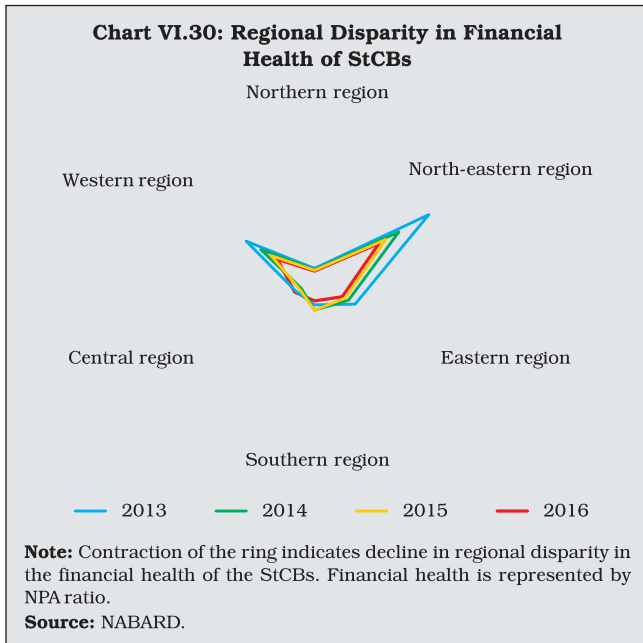 Chart VI.30: Regional Disparity in Financial
Health of StCBs
Northern region
North-eastern region
Western region
Central region
Eastern region
Southern region
2013 2014 2015 2016
Note: Contraction of the ring indicates decline in regional disparity in
the financial health of the StCBs. Financial health is represented by
NPA ratio.
Source: NABARD.